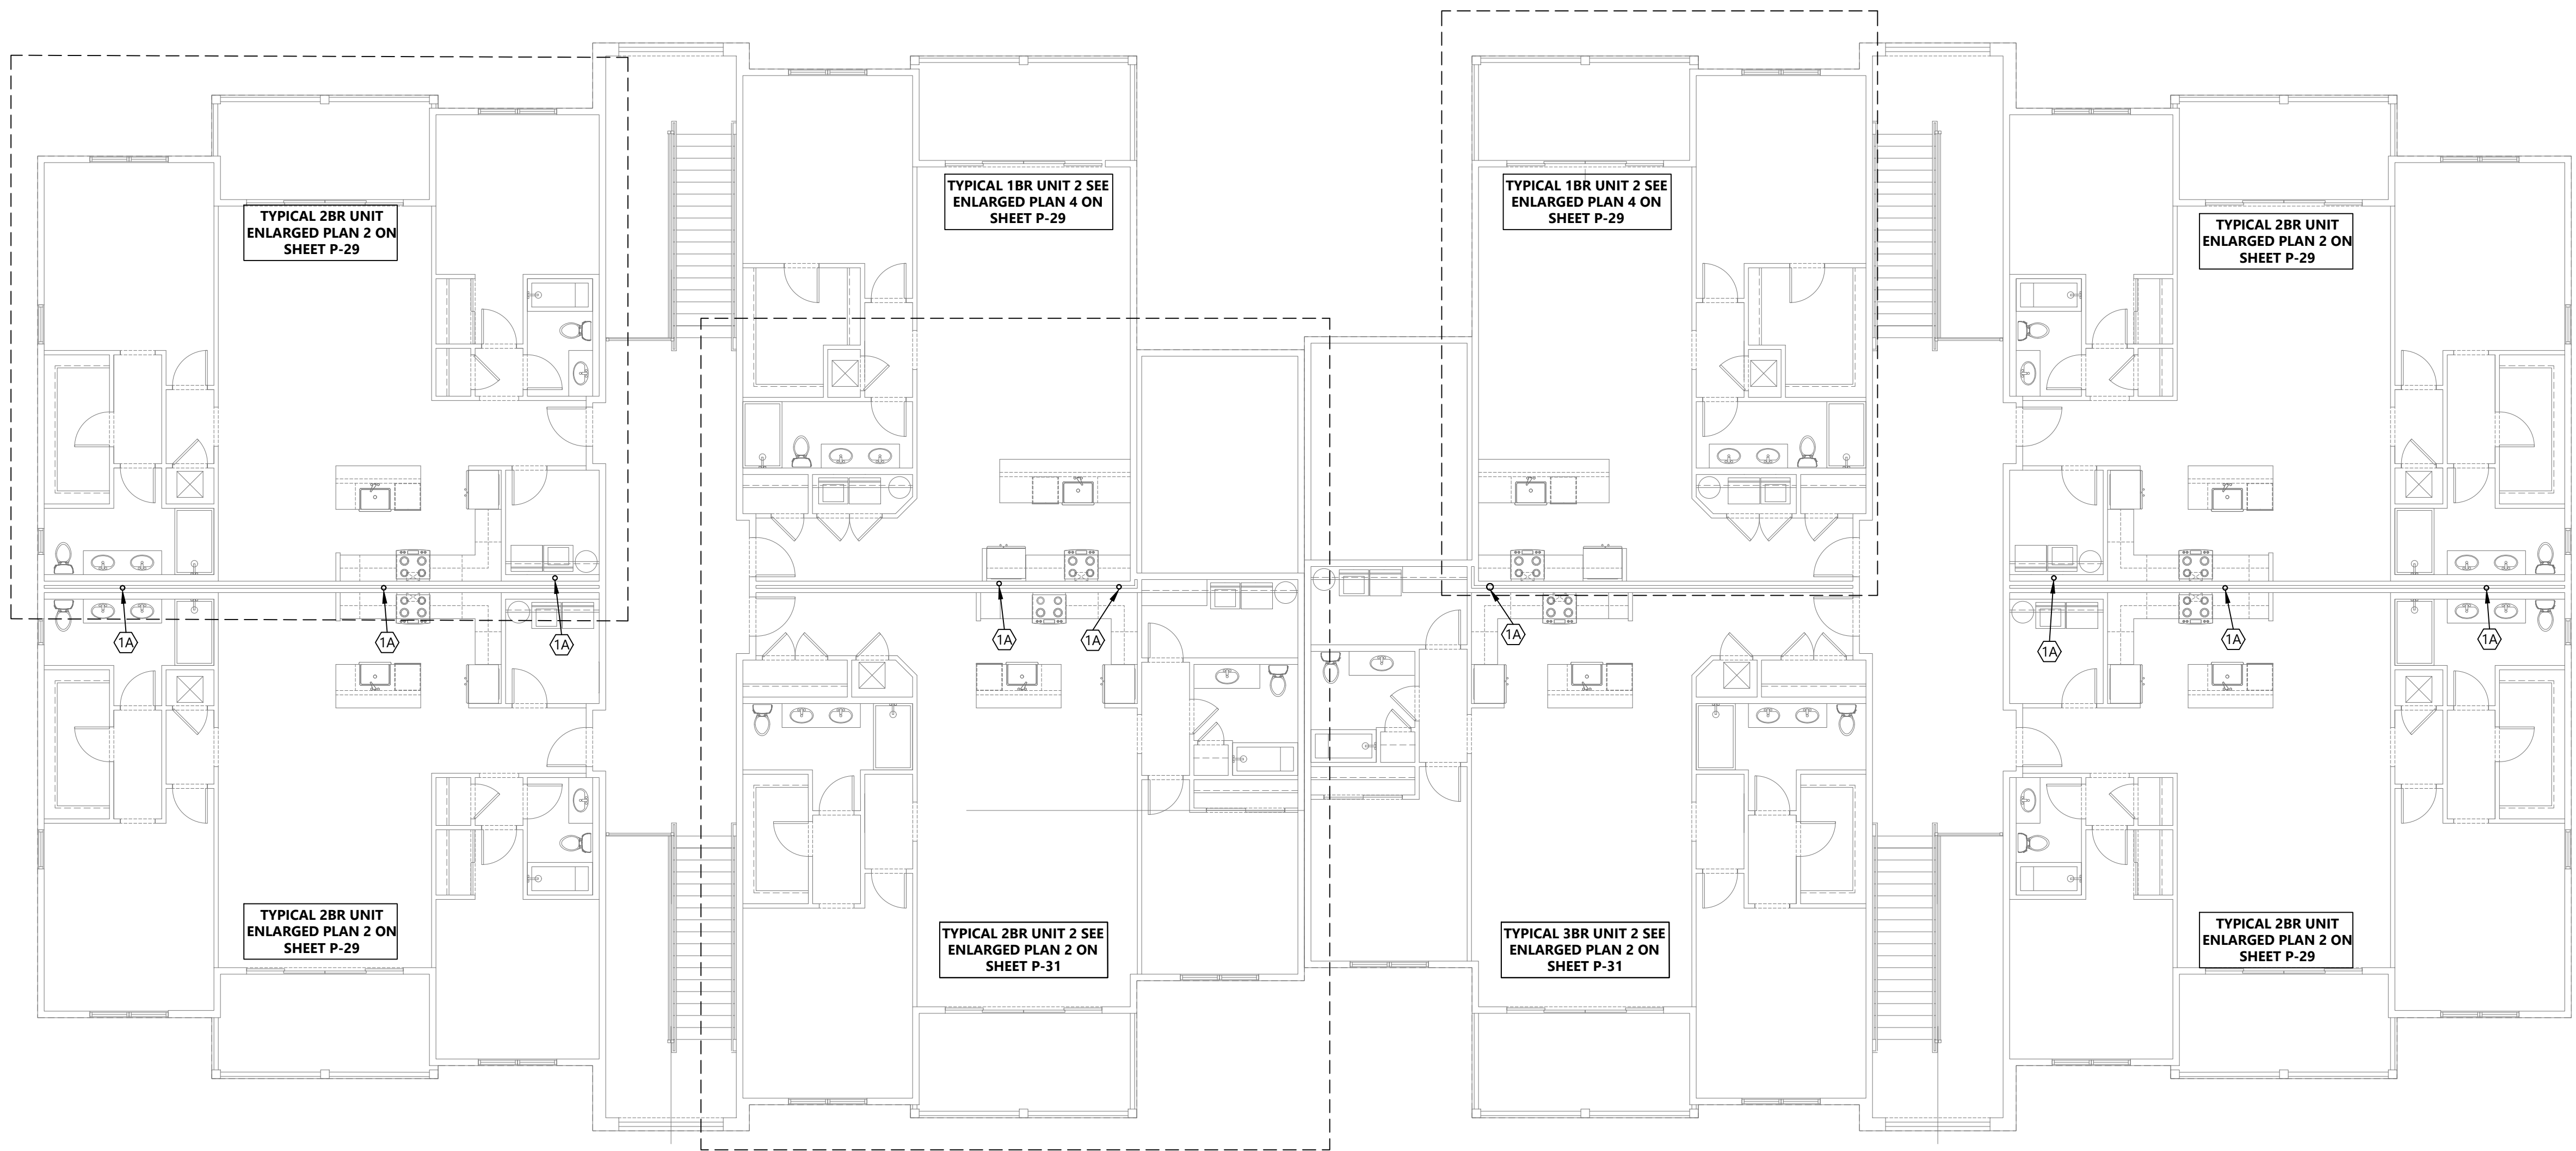 TYPICAL 1BR UNIT 2 SEE
ENLARGED PLAN 4 ON
SHEET P-29
TYPICAL 1BR UNIT 2 SEE
ENLARGED PLAN 4 ON
SHEET P-29
TYPICAL 2BR UNIT
ENLARGED PLAN 2 ON
SHEET P-29
TYPICAL 2BR UNIT
ENLARGED PLAN 2 ON
SHEET P-29
1A
1A
1A
1A
1A
1A
1A
1A
1A
TYPICAL 2BR UNIT
ENLARGED PLAN 2 ON
SHEET P-29
TYPICAL 2BR UNIT 2 SEE
ENLARGED PLAN 2 ON
SHEET P-31
TYPICAL 3BR UNIT 2 SEE
ENLARGED PLAN 2 ON
SHEET P-31
TYPICAL 2BR UNIT
ENLARGED PLAN 2 ON
SHEET P-29